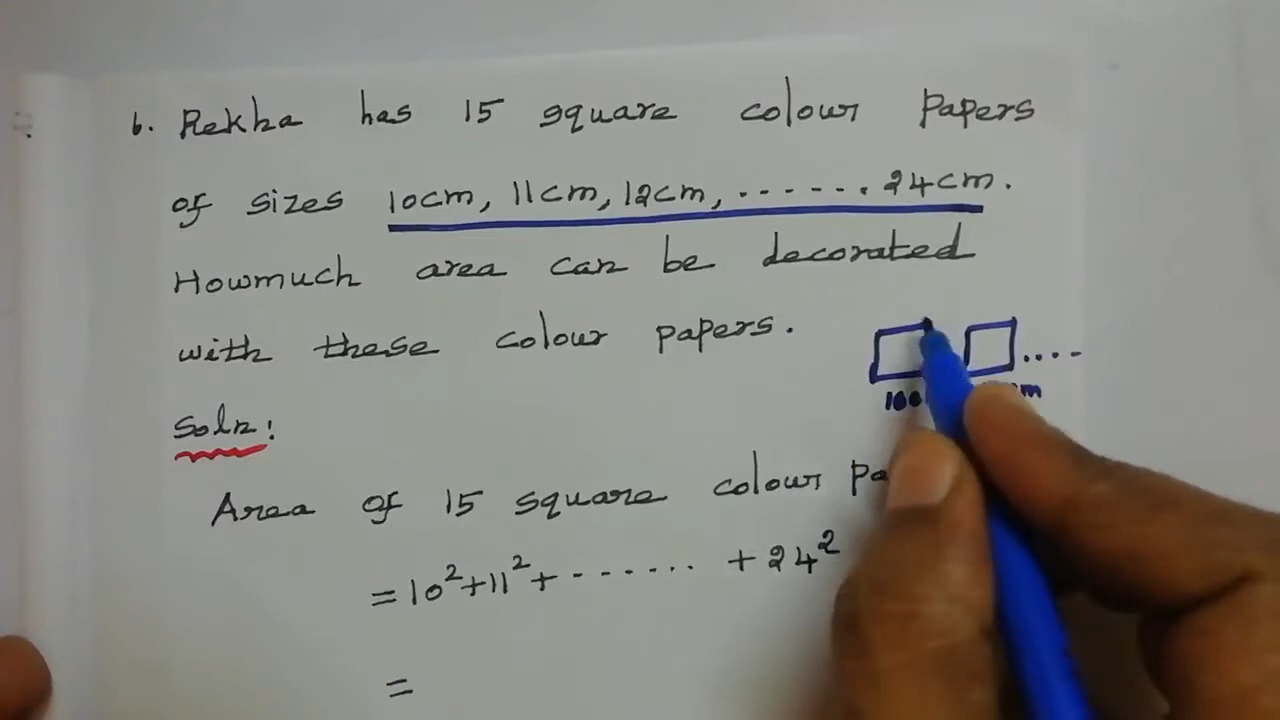 6. Rekha has 15 square colour Papers
of sizes 10cm, 11cm, 12cm, ....... 24cm.
Howmuch area can be decorated
with these colour papers.
Soln:
Area of 15 square colour
= 10² + 11² + ....... + 24²
=